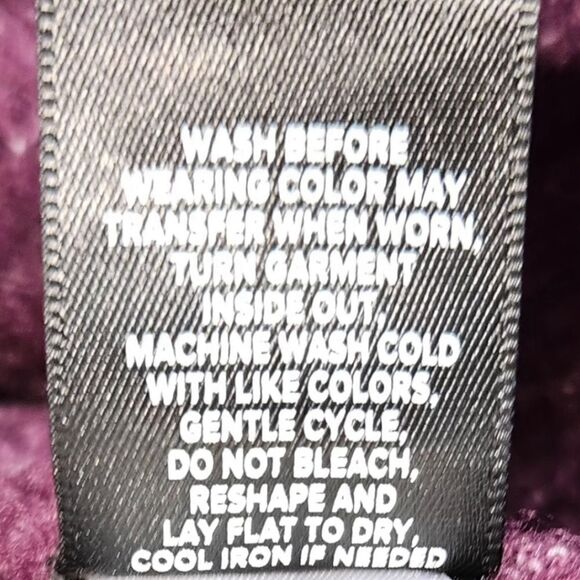 WASH BEFORE
WEARING COLOR MAY
TRANSFER WHEN WORN,
TURN GARMENT
INSIDE OUT,
MACHINE WASH COLD
WITH LIKE COLORS,
GENTLE CYCLE,
DO NOT BLEACH,
RESHAPE AND
LAY FLAT TO DRY,
COOL IRON IF NEEDED